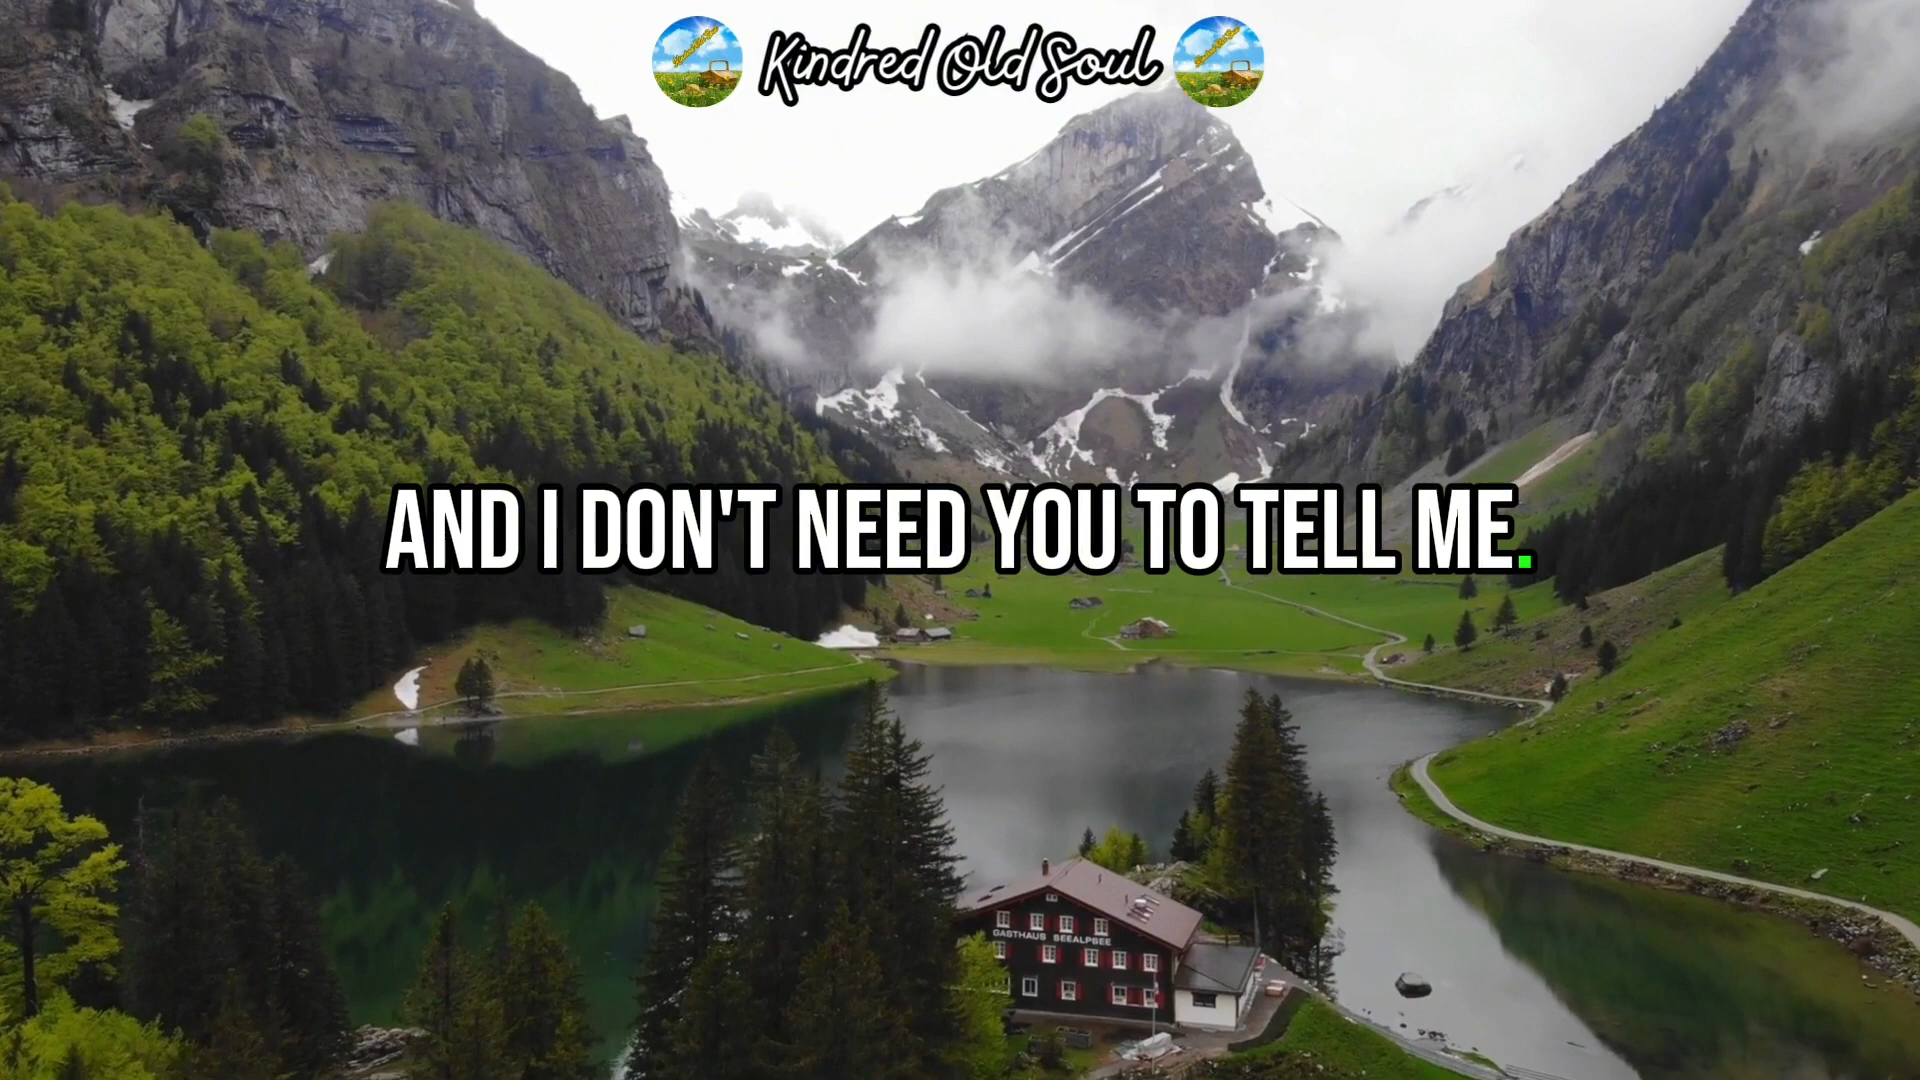 Kindred Old Soul
AND I DON'T NEED YOU TO TELL ME.
GASTHAUS SEEALPSEE